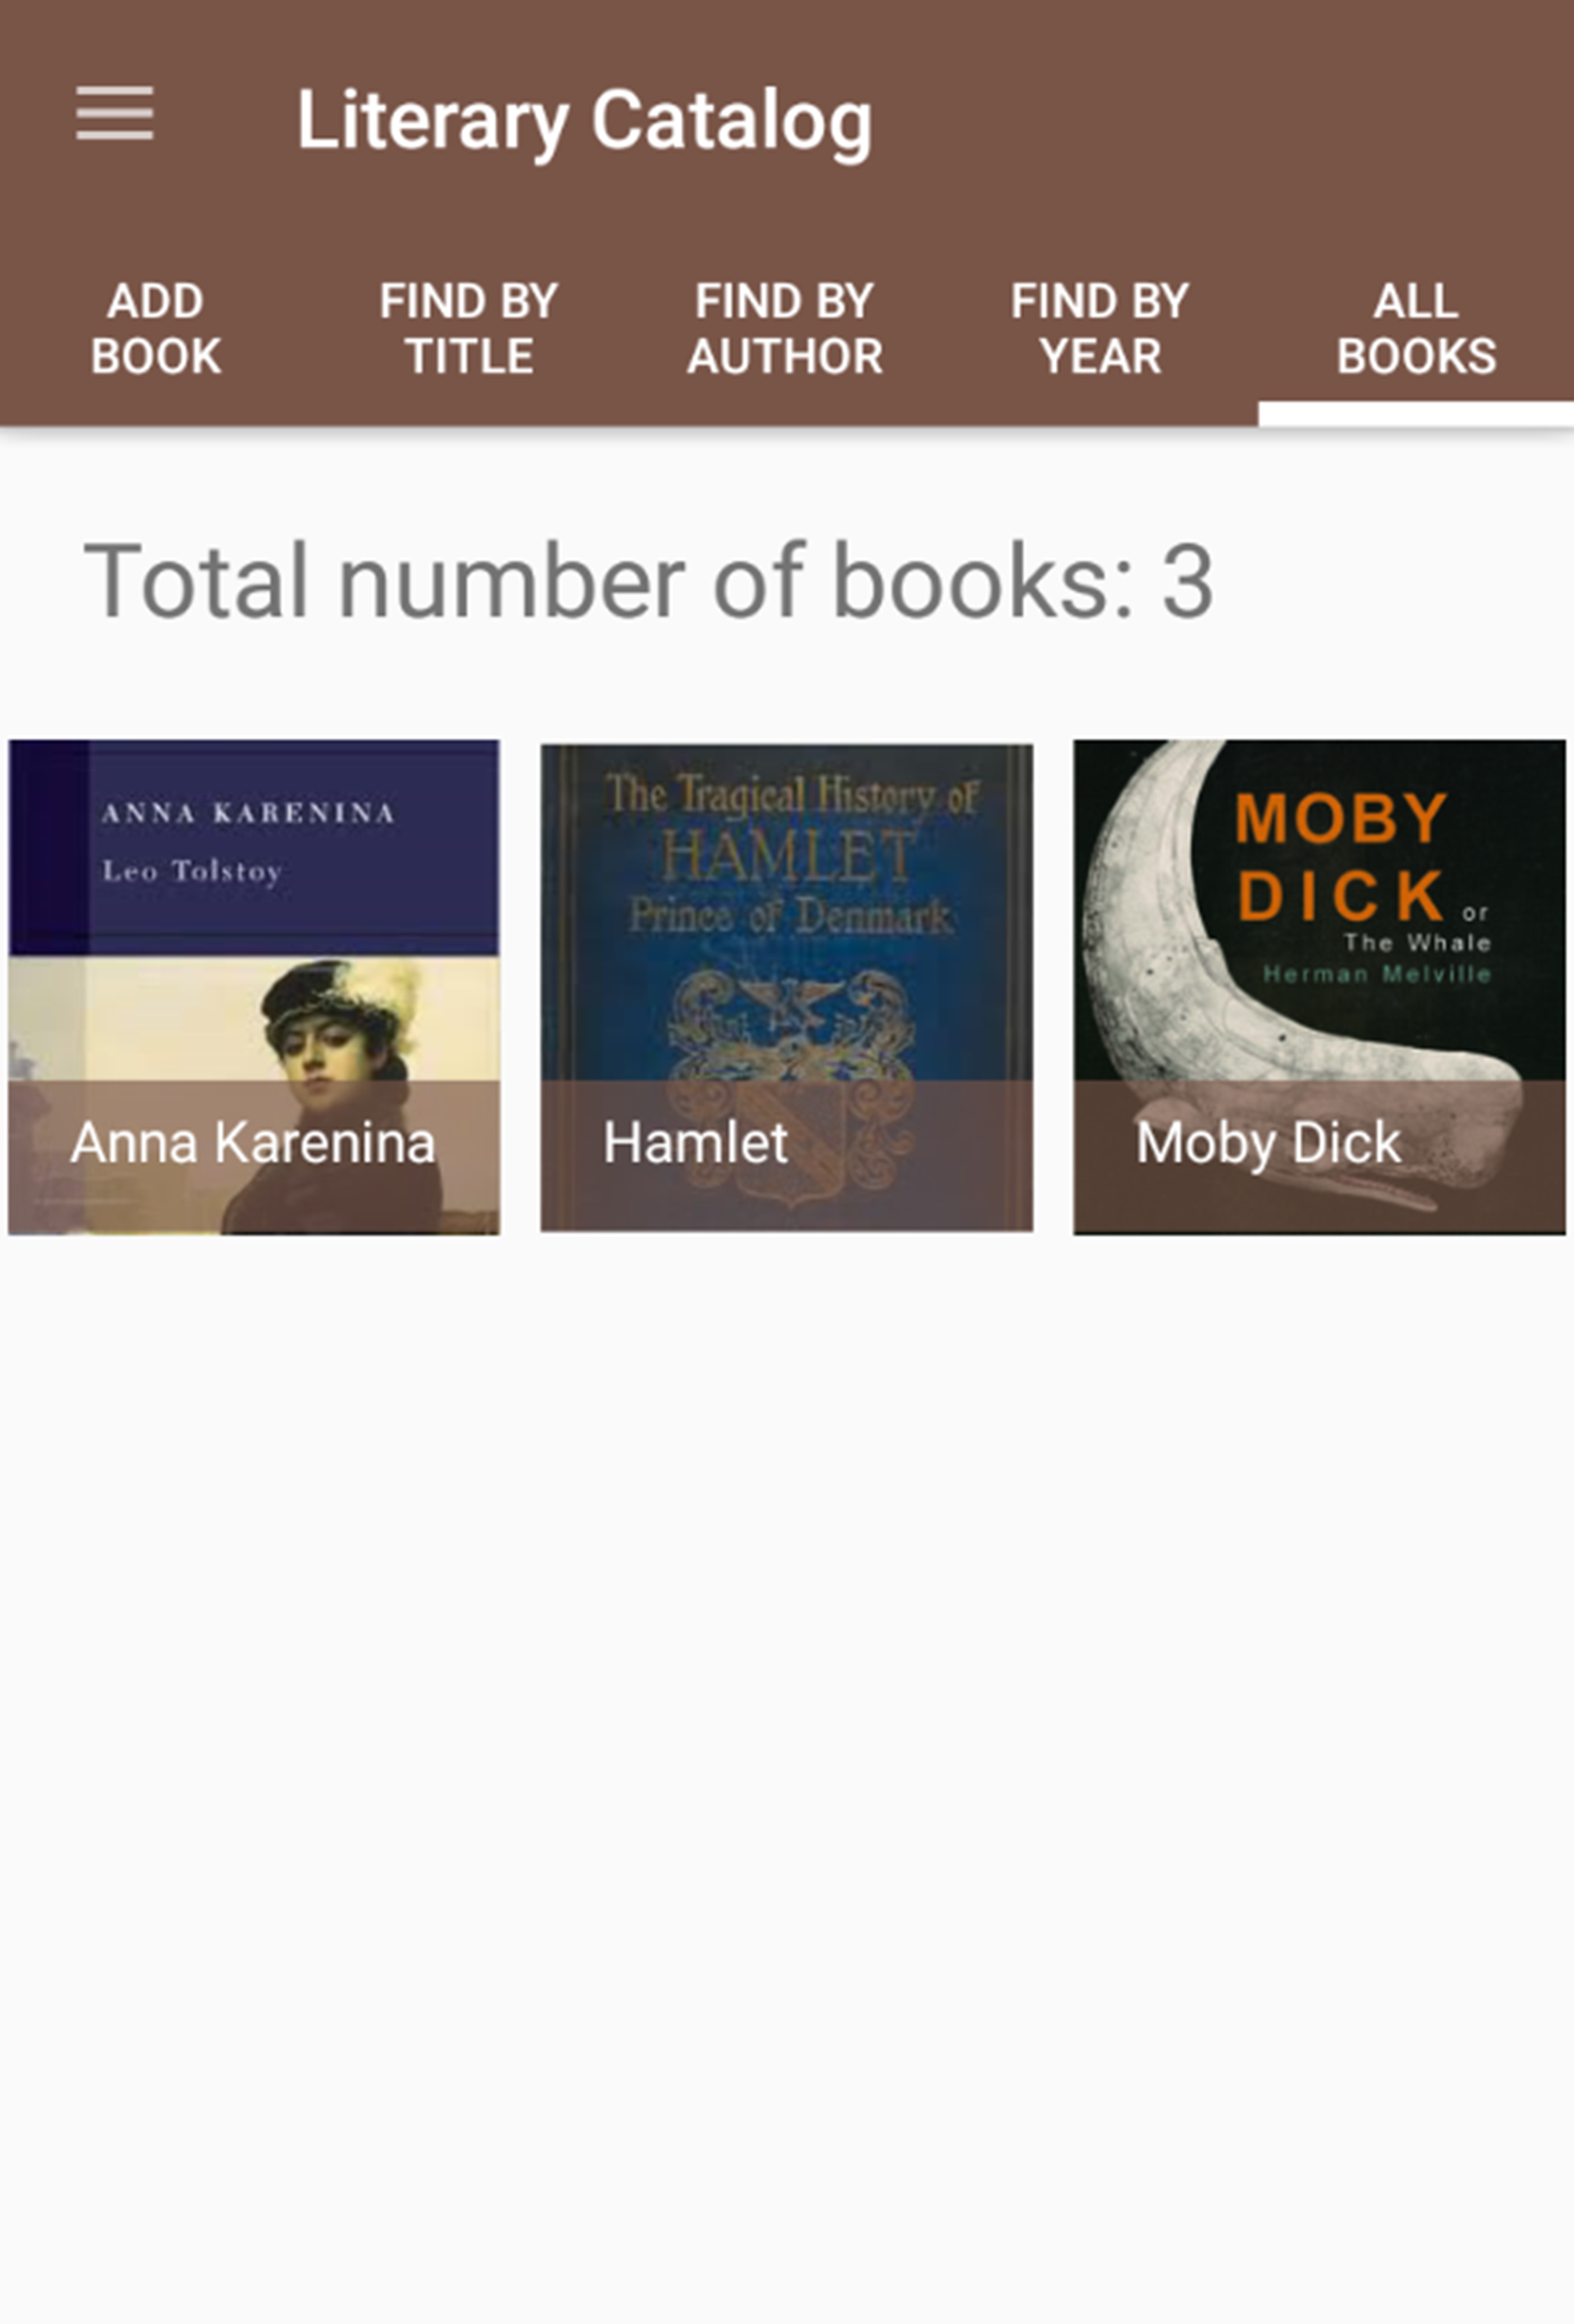 Literary Catalog
ADD
BOOK
FIND BY
TITLE
FIND BY
AUTHOR
FIND BY
YEAR
ALL
BOOKS
Total number of books: 3
ANNA KARENINA
Leo Tolstoy
Anna Karenina
The Tragical History of
HAMLET
Prince of Denmark
Hamlet
MOBY
DICK or
The Whale
Herman Melville
Moby Dick